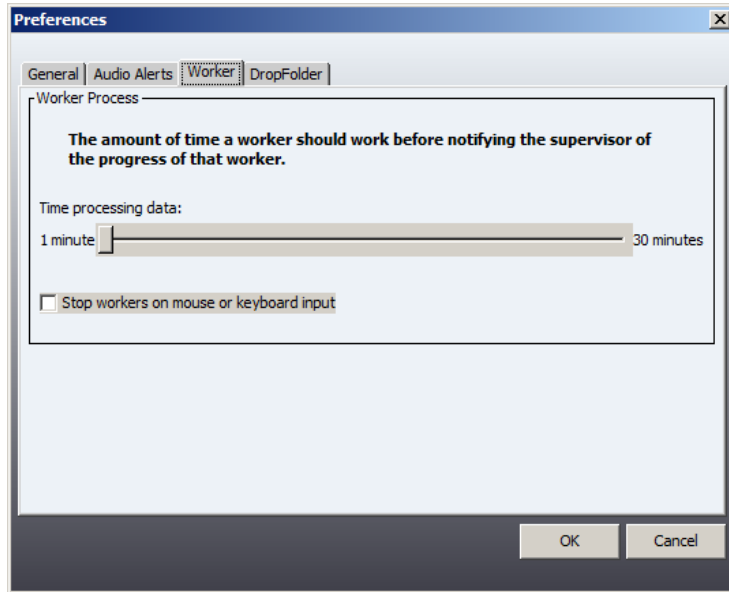 Preferences
General Audio Alerts Worker DropFolder
Worker Process
The amount of time a worker should work before notifying the supervisor of
the progress of that worker.
Time processing data:
1 minute 30 minutes
Stop workers on mouse or keyboard input
OK Cancel